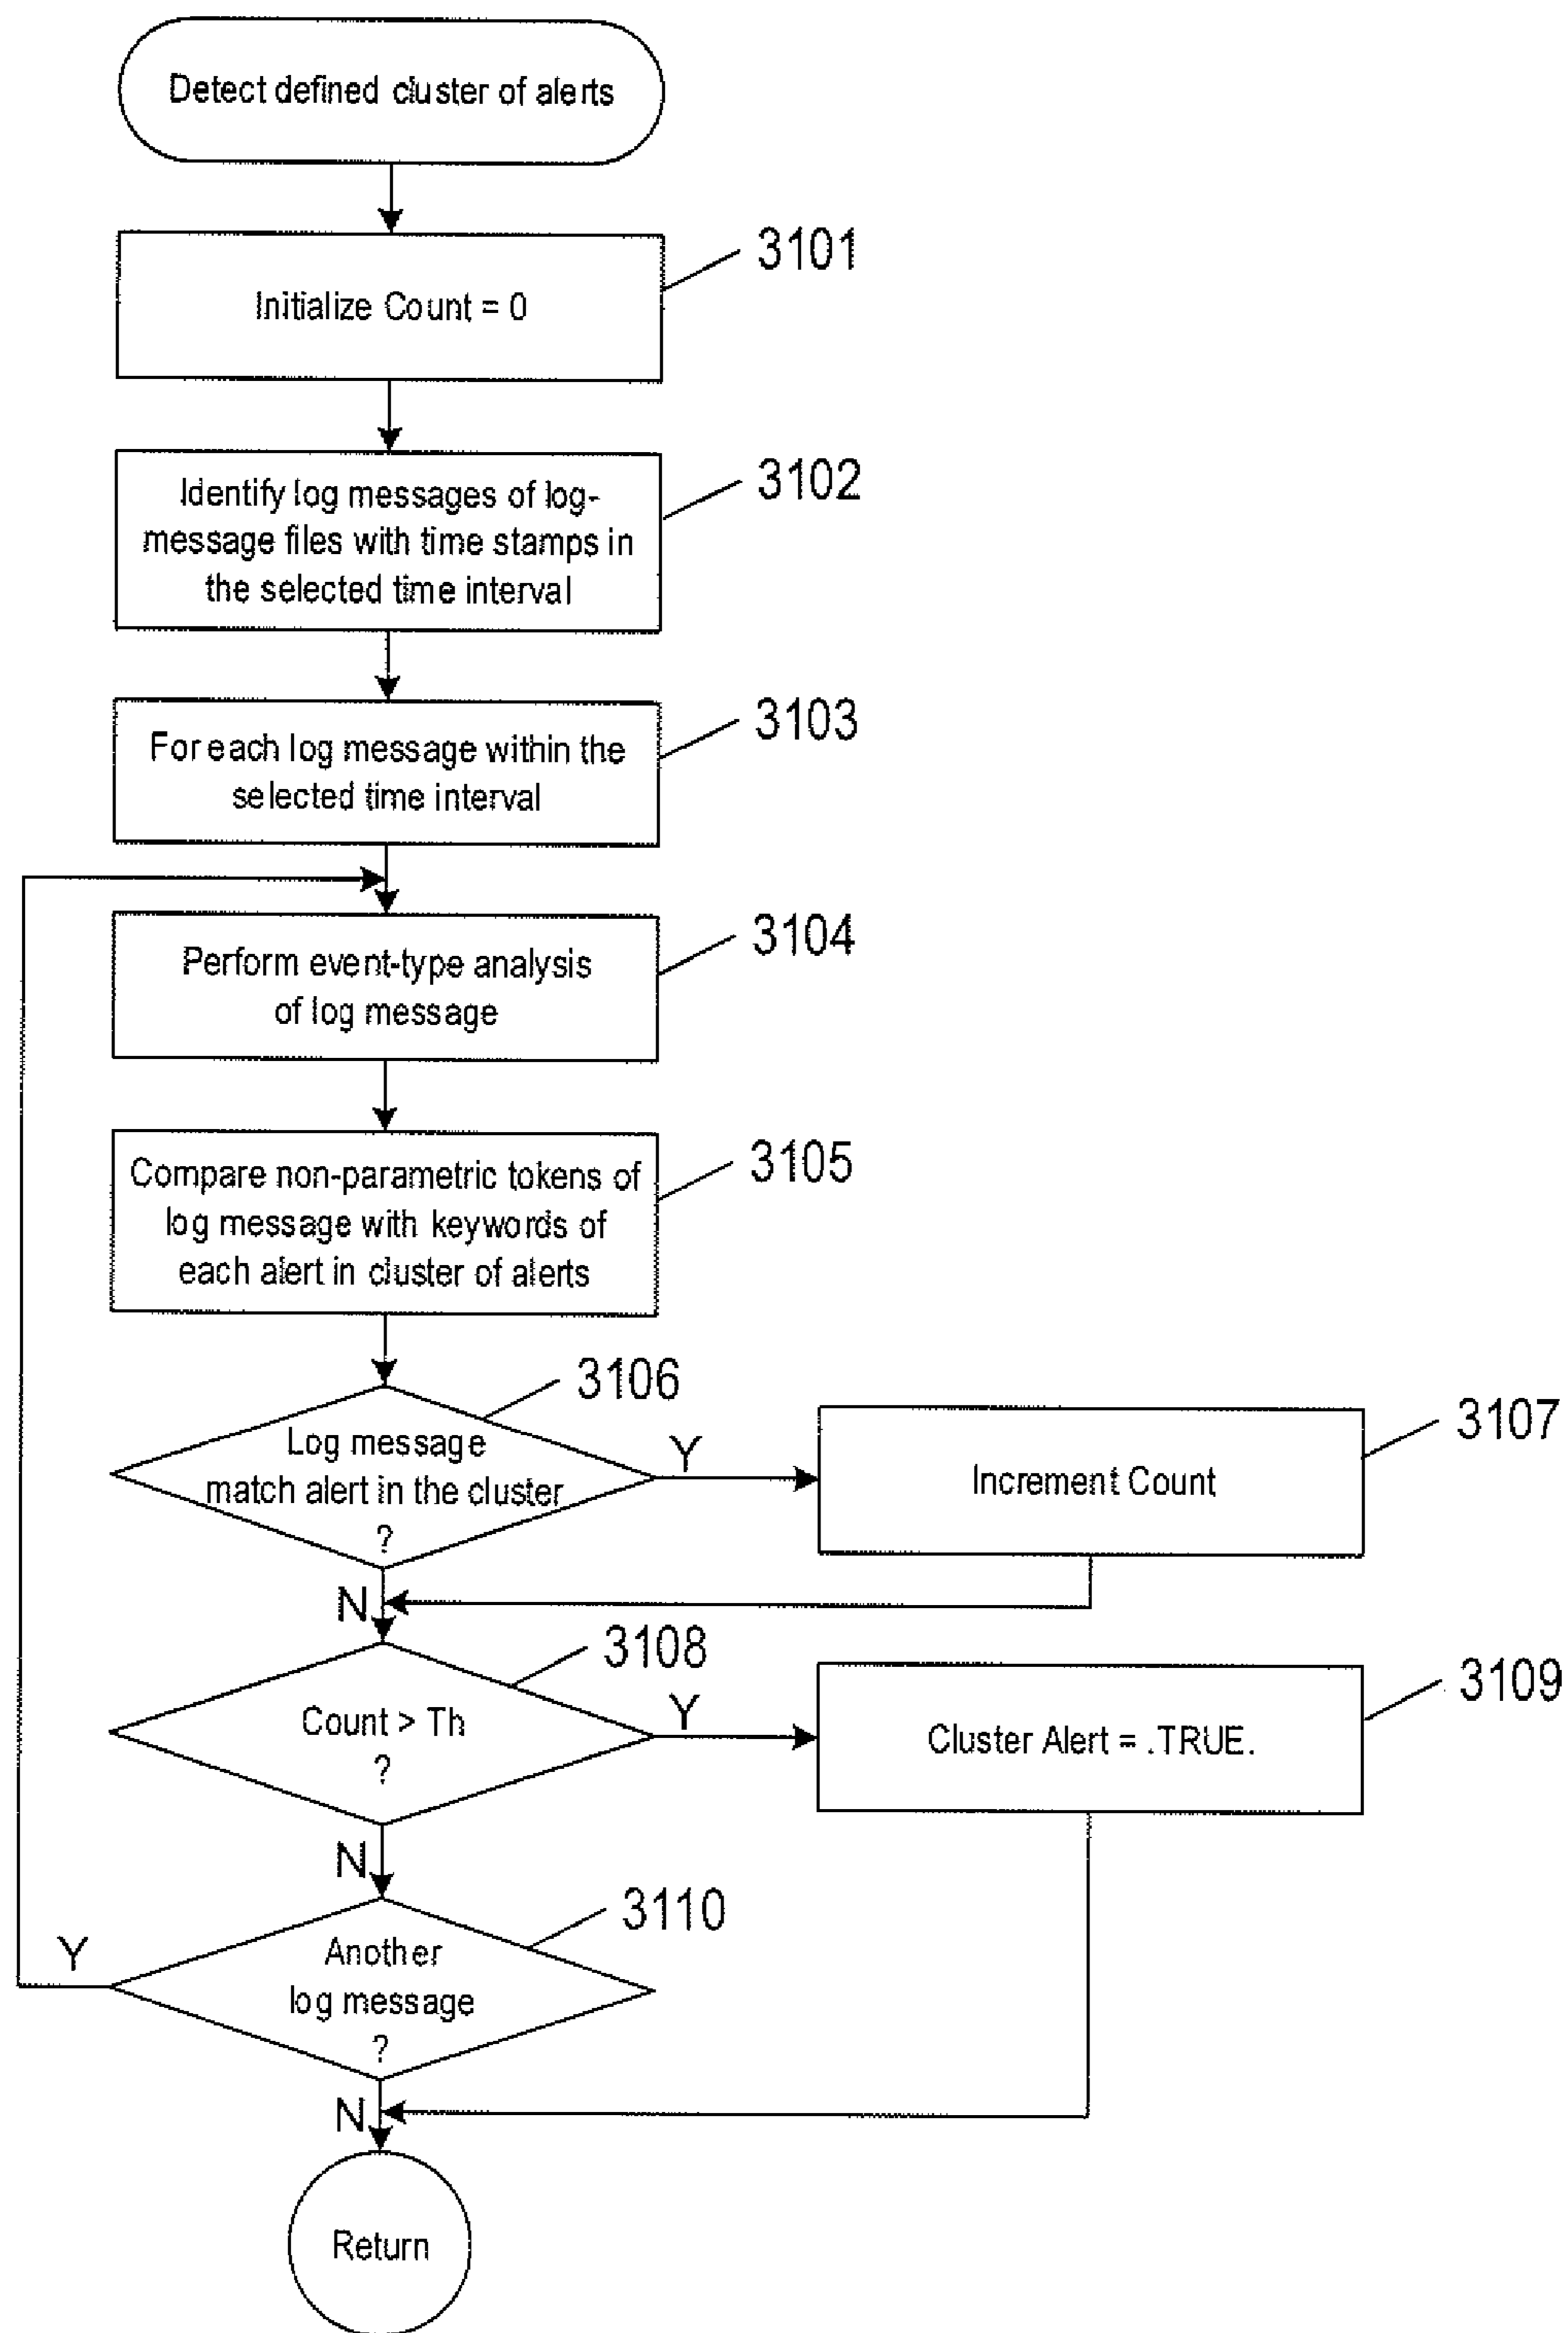 Detect defined cluster of alerts
3101
Initialize Count = 0
3102
Identify log messages of log-
message files with time stamps in
the selected time interval
3103
For each log message within the
selected time interval
3104
Perform event-type analysis
of log message
3105
Compare non-parametric tokens of
log message with keywords of
each alert in cluster of alerts
3106
Log message
match alert in the cluster
?
Y
3107
Increment Count
N
3108
Count > Th
?
Y
3109
Cluster Alert = .TRUE.
N
3110
Another
log message
?
Y
N
Return